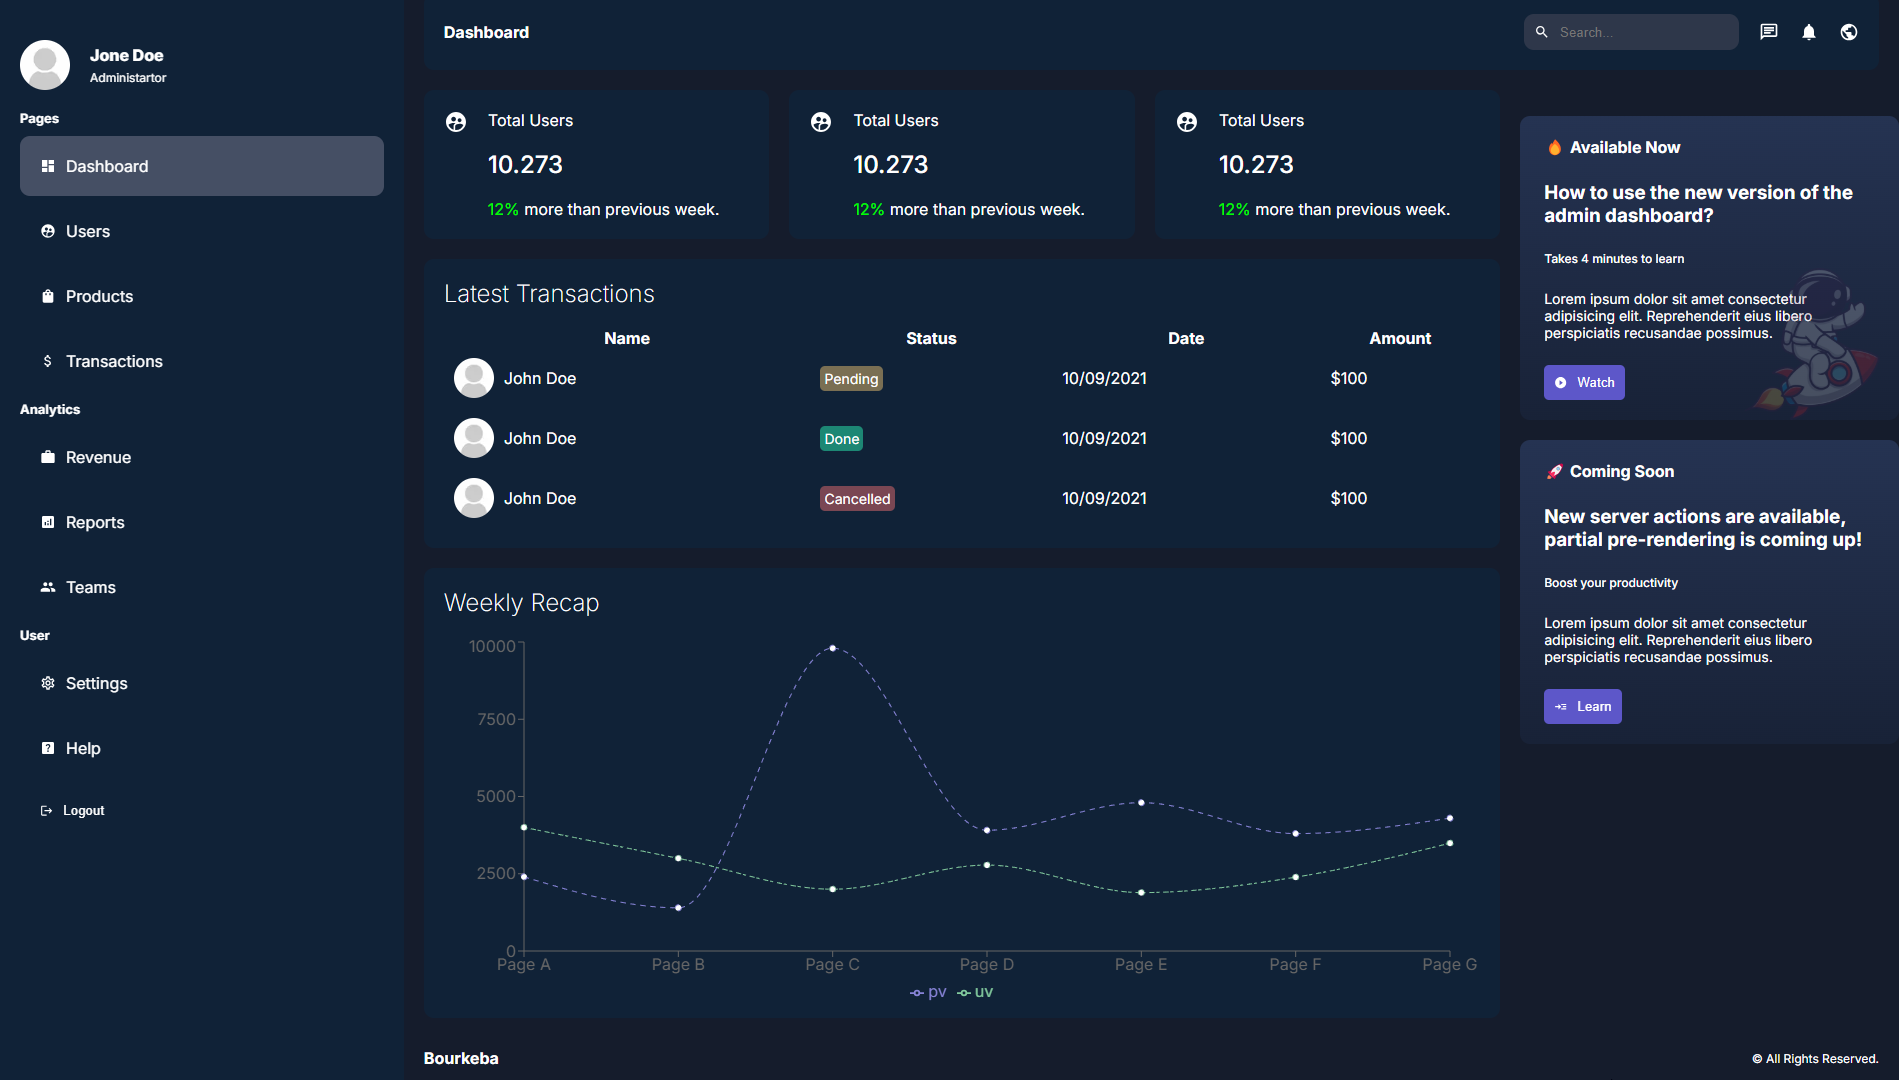 Jone Doe
Administartor
Pages
Dashboard
Users
Products
Transactions
Analytics
Revenue
Reports
Teams
User
Settings
Help
Logout
Dashboard
Search...
Total Users
10.273
12% more than previous week.
Total Users
10.273
12% more than previous week.
Total Users
10.273
12% more than previous week.
Latest Transactions
Name Status Date Amount
John Doe Pending 10/09/2021 $100
John Doe Done 10/09/2021 $100
John Doe Cancelled 10/09/2021 $100
Weekly Recap
10000
7500
5000
2500
0
Page A Page B Page C Page D Page E Page F Page G
pv uv
Available Now
How to use the new version of the
admin dashboard?
Takes 4 minutes to learn
Lorem ipsum dolor sit amet consectetur
adipisicing elit. Reprehenderit eius libero
perspiciatis recusandae possimus.
Watch
Coming Soon
New server actions are available,
partial pre-rendering is coming up!
Boost your productivity
Lorem ipsum dolor sit amet consectetur
adipisicing elit. Reprehenderit eius libero
perspiciatis recusandae possimus.
Learn
Bourkeba
© All Rights Reserved.